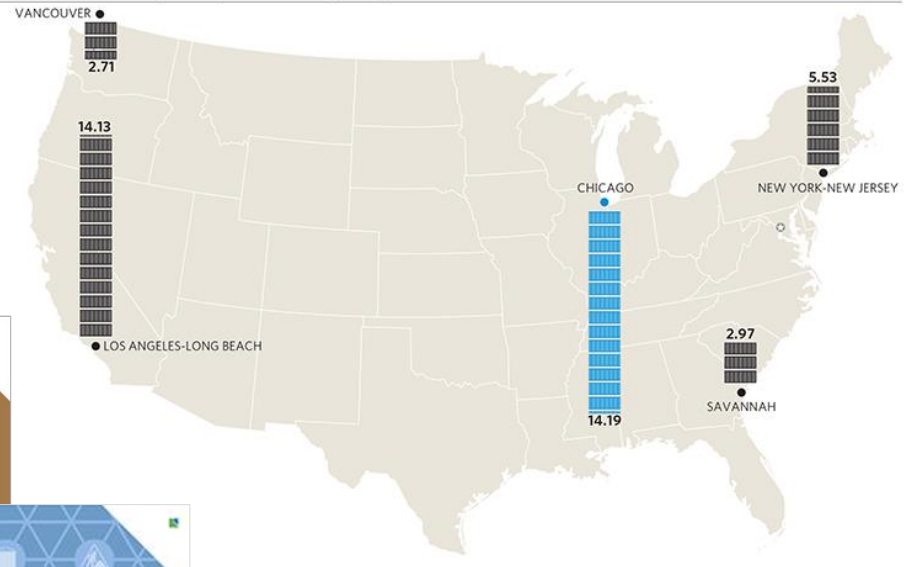 VANCOUVER
2.71
5.53
14.13
CHICAGO
NEW YORK-NEW JERSEY
2.97
LOS ANGELES-LONG BEACH
SAVANNAH
14.19